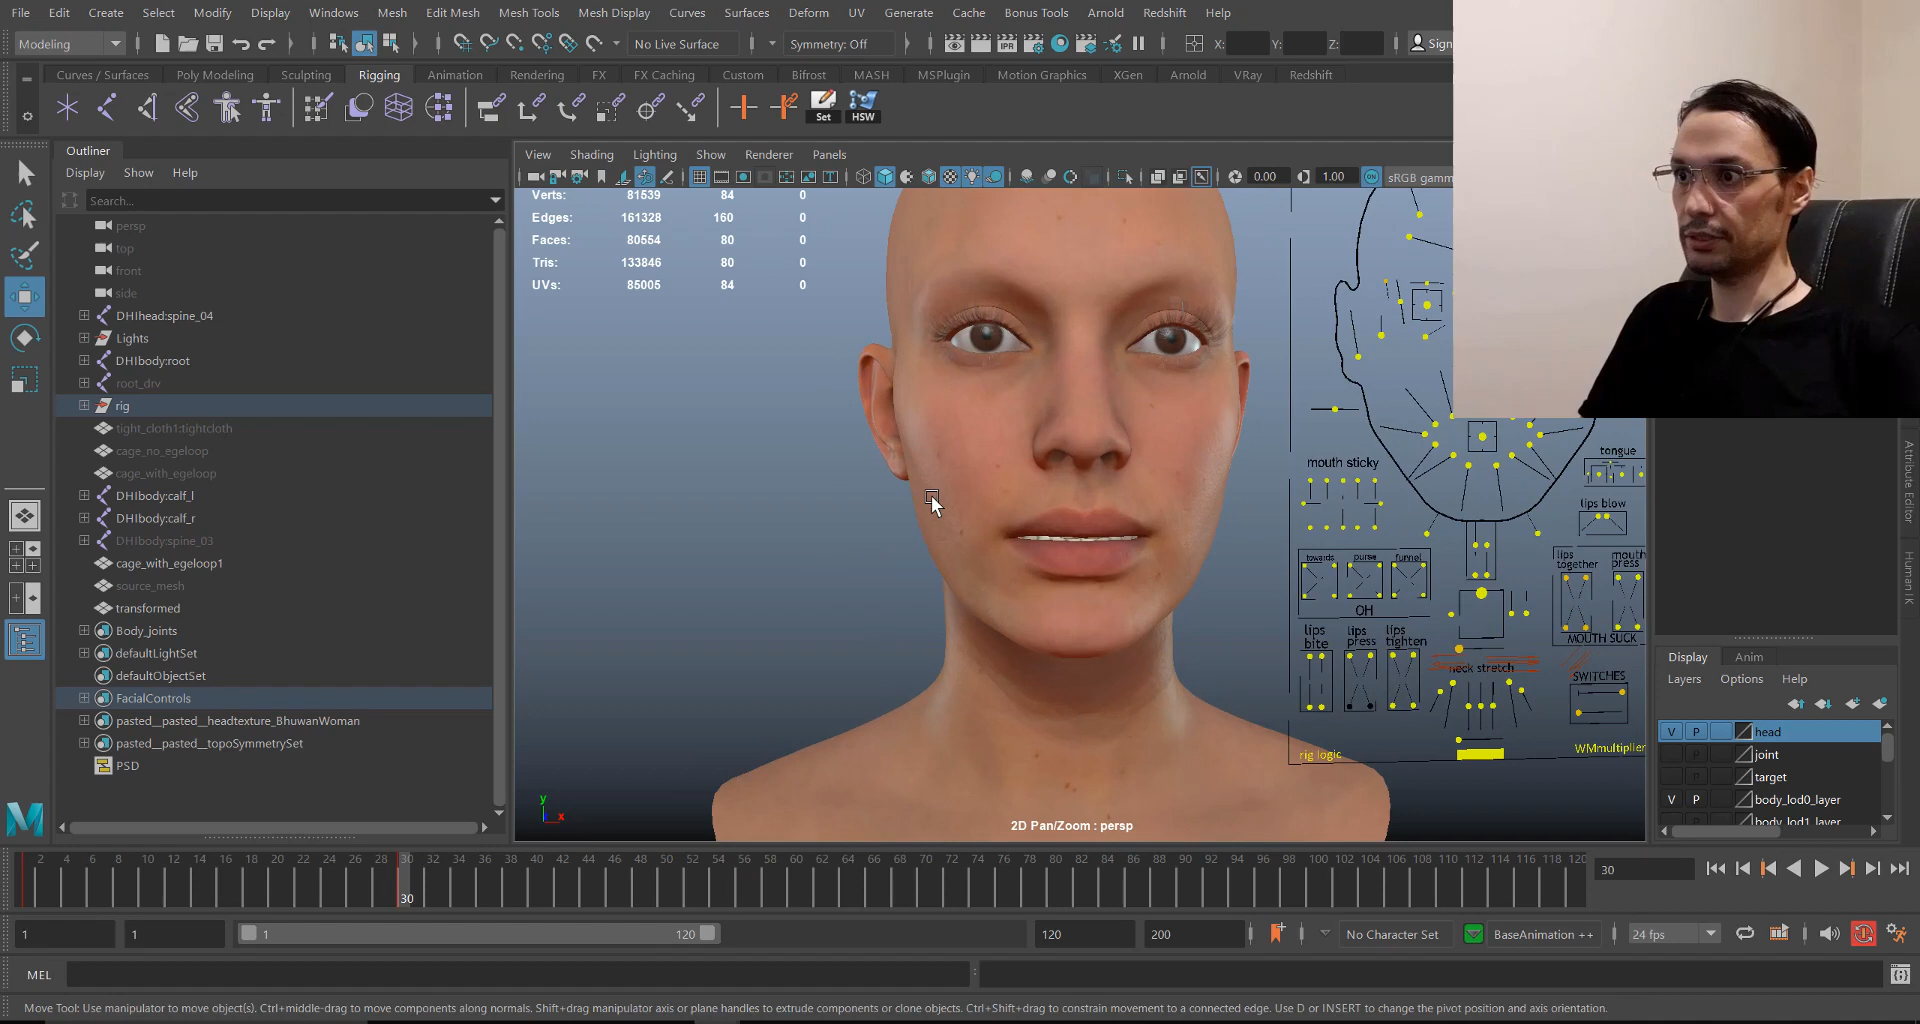 File Edit Create Select Modify Display Windows Mesh Edit Mesh Mesh Tools Mesh Display Curves Surfaces Deform UV Generate Cache Bonus Tools Arnold Redshift Help
Modeling No Live Surface Symmetry: Off IPR X: Y: Z: Sign
Curves / Surfaces Poly Modeling Sculpting Rigging Animation Rendering FX FX Caching Custom Bifrost MASH MSPlugin Motion Graphics XGen Arnold VRay Redshift
Set HSW
Outliner
Display Show Help
Search...
persp
top
front
side
DHIhead:spine_04
Lights
DHIbody:root
root_drv
rig
tight_cloth1:tightcloth
cage_no_egeloop
cage_with_egeloop
DHIbody:calf_l
DHIbody:calf_r
DHIbody:spine_03
cage_with_egeloop1
source_mesh
transformed
Body_joints
defaultLightSet
defaultObjectSet
FacialControls
pasted__pasted__headtexture_BhuwanWoman
pasted__pasted__topoSymmetrySet
PSD
View Shading Lighting Show Renderer Panels
0.00 1.00 ON sRGB gamm
Verts: 81539 84 0
Edges: 161328 160 0
Faces: 80554 80 0
Tris: 133846 80 0
UVs: 85005 84 0
mouth sticky
tongue
lips blow
towards purse funnel
OH
lips together
mouth press
MOUTH SUCK
lips bite
lips press
lips tighten
neck stretch
SWITCHES
rig logic
WMmultiplier
y
x
2D Pan/Zoom : persp
Attribute Editor
Human IK
Display Anim
Layers Options Help
V P head
P joint
P target
V P body_lod0_layer
body_lod1_layer
2 4 6 8 10 12 14 16 18 20 22 24 26 28 30 32 34 36 38 40 42 44 46 48 50 52 54 56 58 60 62 64 66 68 70 72 74 76 78 80 82 84 86 88 90 92 94 96 98 100 102 104 106 108 110 112 114 116 118 120
30
30
1 1 1 120 120 200 No Character Set BaseAnimation ++ 24 fps
MEL
Move Tool: Use manipulator to move object(s). Ctrl+middle-drag to move components along normals. Shift+drag manipulator axis or plane handles to extrude components or clone objects. Ctrl+Shift+drag to constrain movement to a connected edge. Use D or INSERT to change the pivot position and axis orientation.